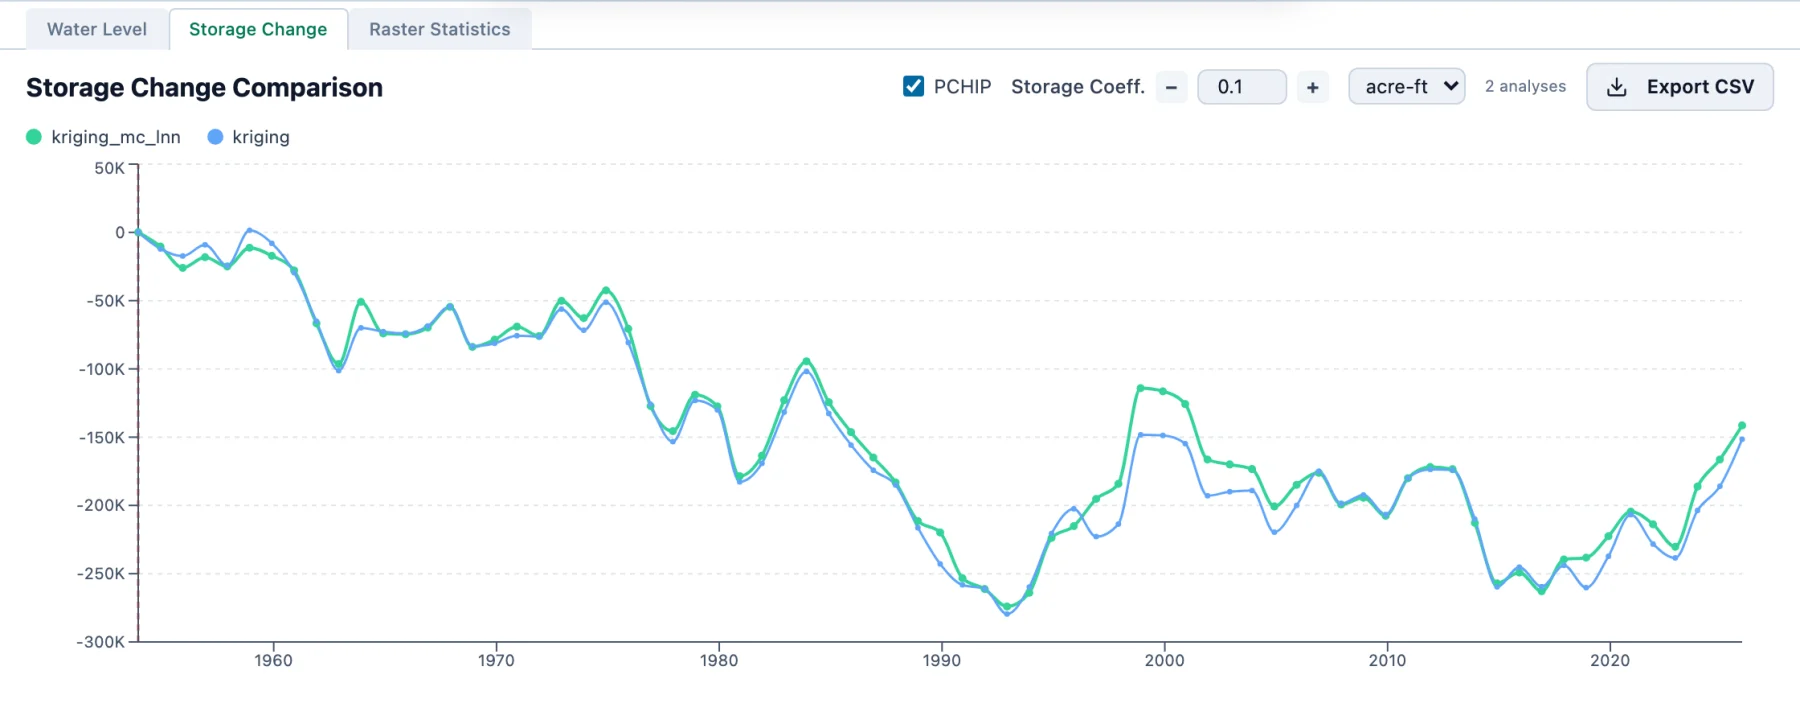 Water Level Storage Change Raster Statistics
Storage Change Comparison PCHIP Storage Coeff. − 0.1 + acre-ft 2 analyses Export CSV
kriging_mc_lnn kriging
50K
0
-50K
-100K
-150K
-200K
-250K
-300K
1960 1970 1980 1990 2000 2010 2020